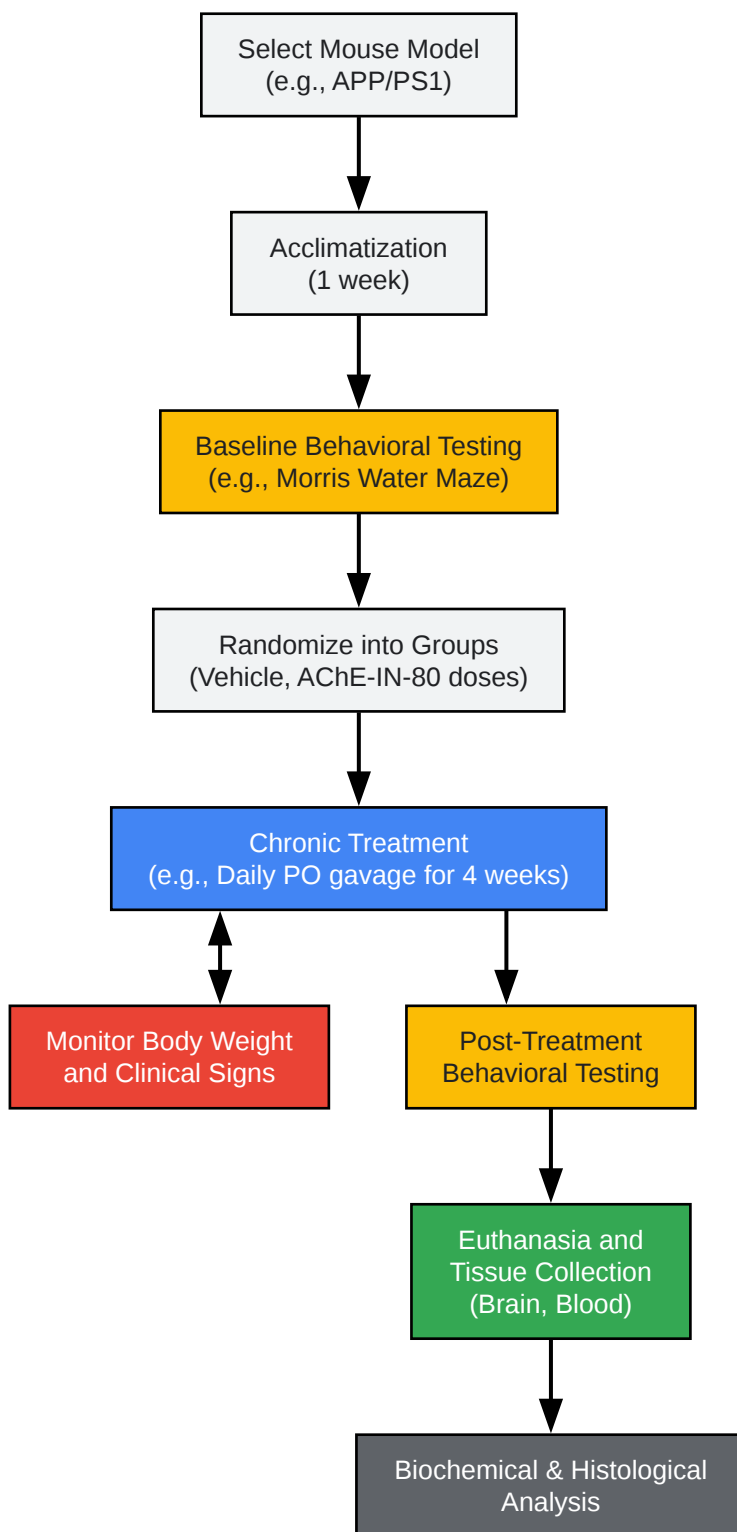 Select Mouse Model
(e.g., APP/PS1)
Acclimatization
(1 week)
Baseline Behavioral Testing
(e.g., Morris Water Maze)
Randomize into Groups
(Vehicle, AChE-IN-80 doses)
Chronic Treatment
(e.g., Daily PO gavage for 4 weeks)
Monitor Body Weight
and Clinical Signs
Post-Treatment
Behavioral Testing
Euthanasia and
Tissue Collection
(Brain, Blood)
Biochemical & Histological
Analysis